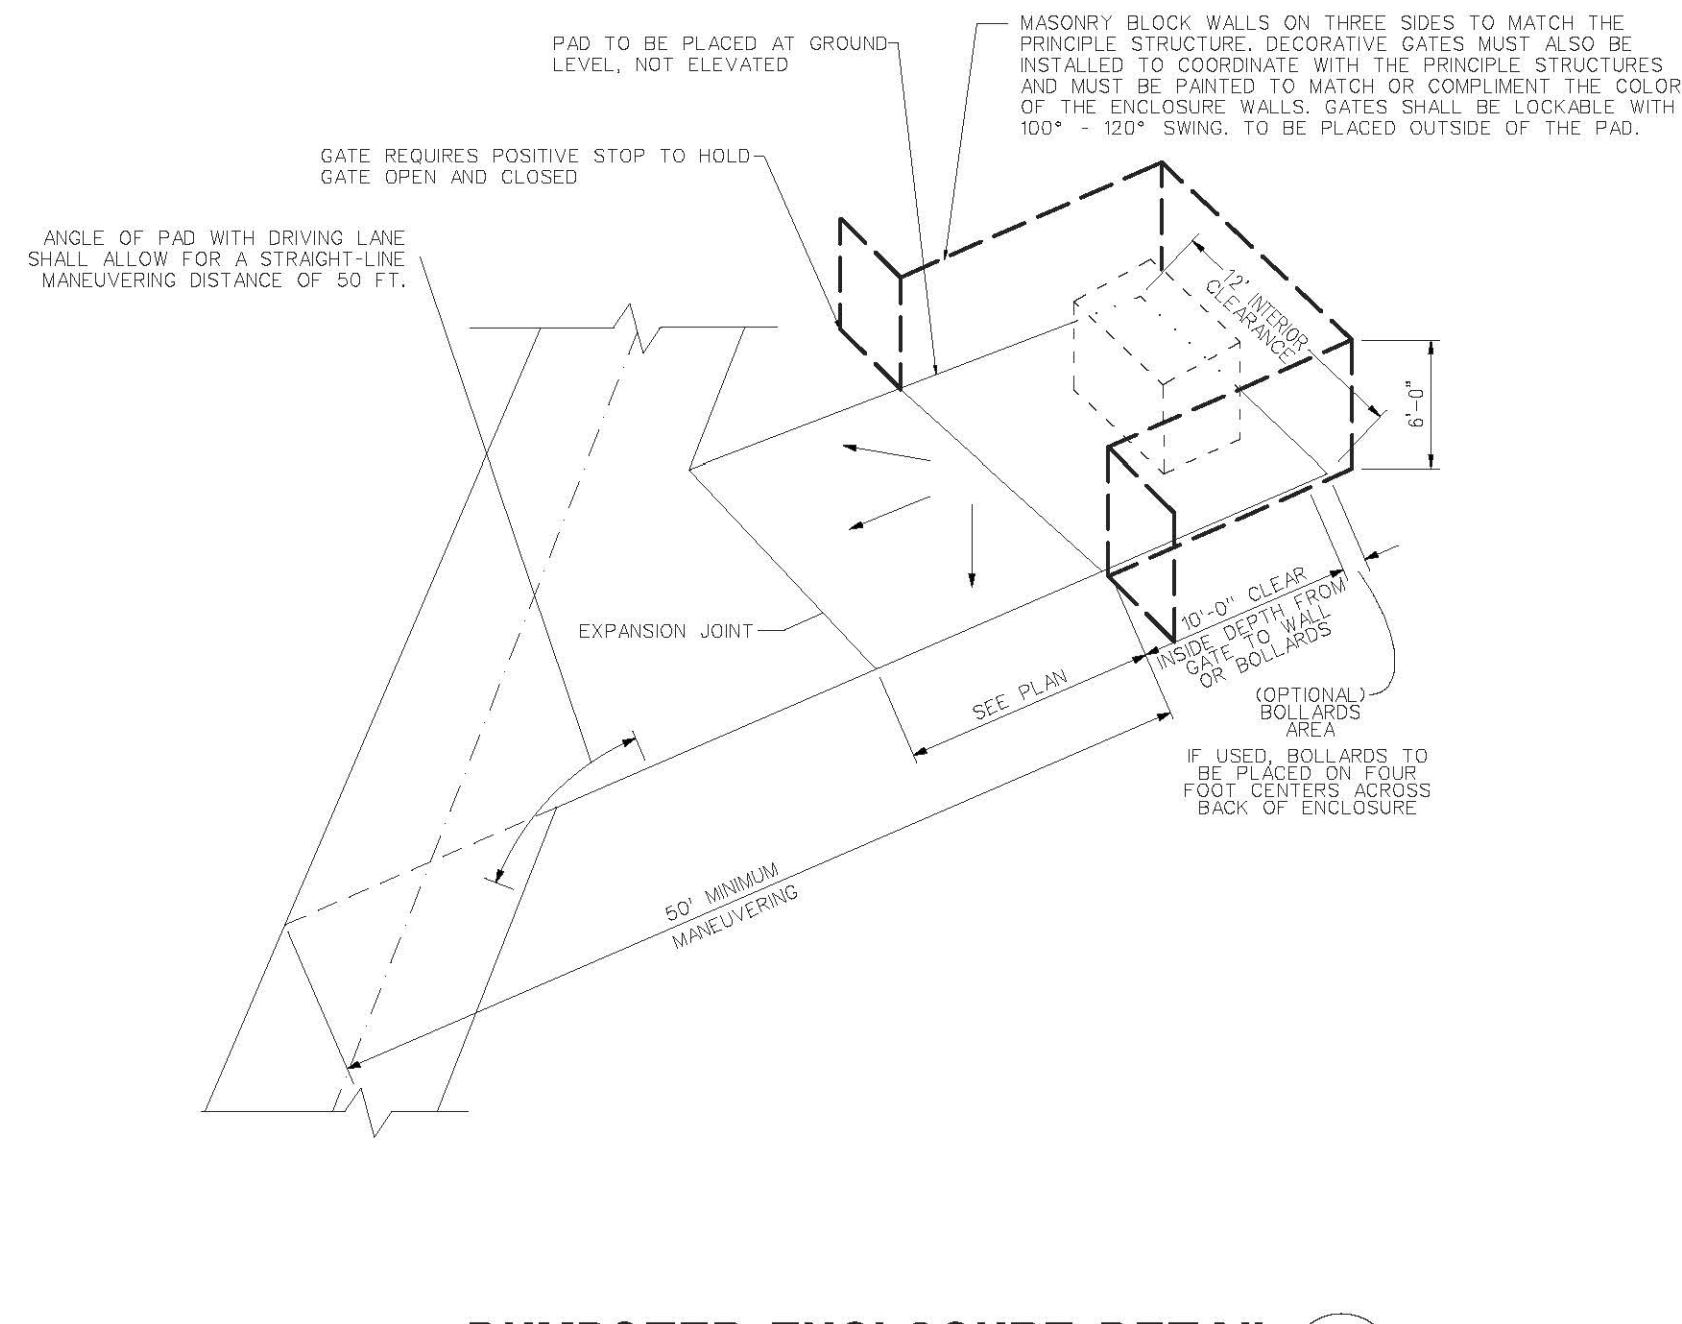 MASONRY BLOCK WALLS ON THREE SIDES TO MATCH THE
PRINCIPLE STRUCTURE. DECORATIVE GATES MUST ALSO BE
INSTALLED TO COORDINATE WITH THE PRINCIPLE STRUCTURES
AND MUST BE PAINTED TO MATCH OR COMPLIMENT THE COLOR
OF THE ENCLOSURE WALLS. GATES SHALL BE LOCKABLE WITH
100° - 120° SWING. TO BE PLACED OUTSIDE OF THE PAD.
PAD TO BE PLACED AT GROUND
LEVEL, NOT ELEVATED
GATE REQUIRES POSITIVE STOP TO HOLD
GATE OPEN AND CLOSED
ANGLE OF PAD WITH DRIVING LANE
SHALL ALLOW FOR A STRAIGHT-LINE
MANEUVERING DISTANCE OF 50 FT.
12' INTERIOR
CLEARANCE
6'-0"
EXPANSION JOINT
10'-0" CLEAR
INSIDE DEPTH FROM
GATE TO WALL
OR BOLLARDS
SEE PLAN
(OPTIONAL)
BOLLARDS
AREA
IF USED, BOLLARDS TO
BE PLACED ON FOUR
FOOT CENTERS ACROSS
BACK OF ENCLOSURE
50' MINIMUM
MANEUVERING
DUMPSTER ENCLOSURE DETAIL